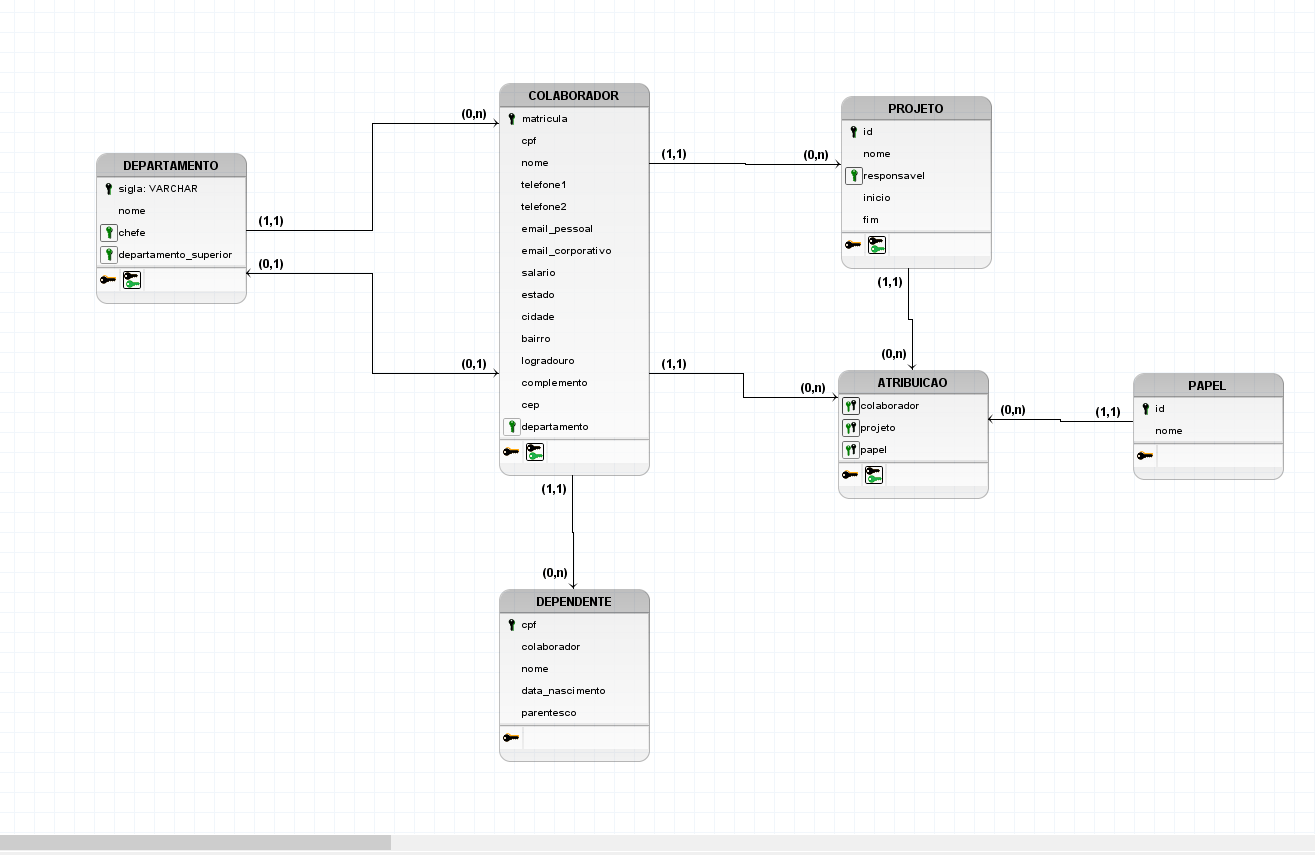 DEPARTAMENTO
sigla: VARCHAR
nome
chefe
departamento_superior
(1,1)
(0,n)
(0,1)
(0,1)
COLABORADOR
matricula
cpf
nome
telefone1
telefone2
email_pessoal
email_corporativo
salario
estado
cidade
bairro
logradouro
complemento
cep
departamento
(1,1)
(0,n)
PROJETO
id
nome
responsavel
inicio
fim
(1,1)
(0,n)
(1,1)
(0,n)
ATRIBUICAO
colaborador
projeto
papel
(0,n)
(1,1)
PAPEL
id
nome
(1,1)
(0,n)
DEPENDENTE
cpf
colaborador
nome
data_nascimento
parentesco